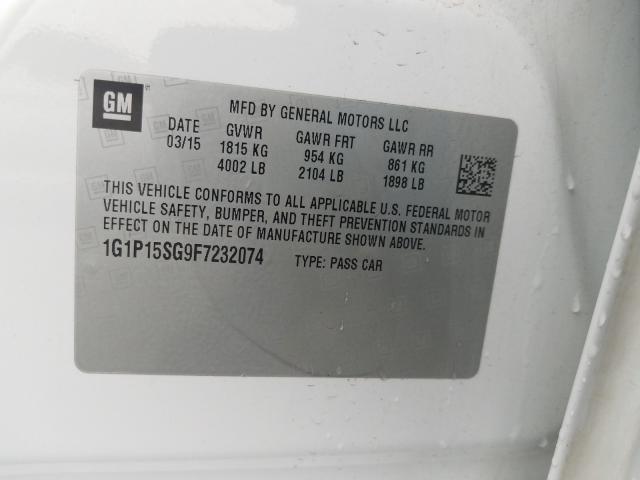 GM
MFD BY GENERAL MOTORS LLC
DATE GVWR GAWR FRT GAWR RR
03/15 1815 KG 954 KG 861 KG
4002 LB 2104 LB 1898 LB
THIS VEHICLE CONFORMS TO ALL APPLICABLE U.S. FEDERAL MOTOR
VEHICLE SAFETY, BUMPER, AND THEFT PREVENTION STANDARDS IN
EFFECT ON THE DATE OF MANUFACTURE SHOWN ABOVE.
1G1P15SG9F7232074 TYPE: PASS CAR